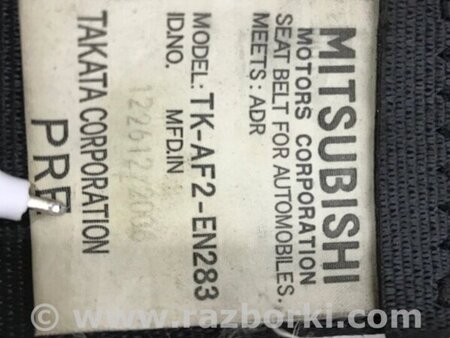 MITSUBISHI
MOTORS CORPORATION
SEAT BELT FOR AUTOMOBILES,
MEETS: ADR
MODEL: TK-AF2-EN283
ID.NO. MFD.IN
TAKATA CORPORATION
www.razborki.com